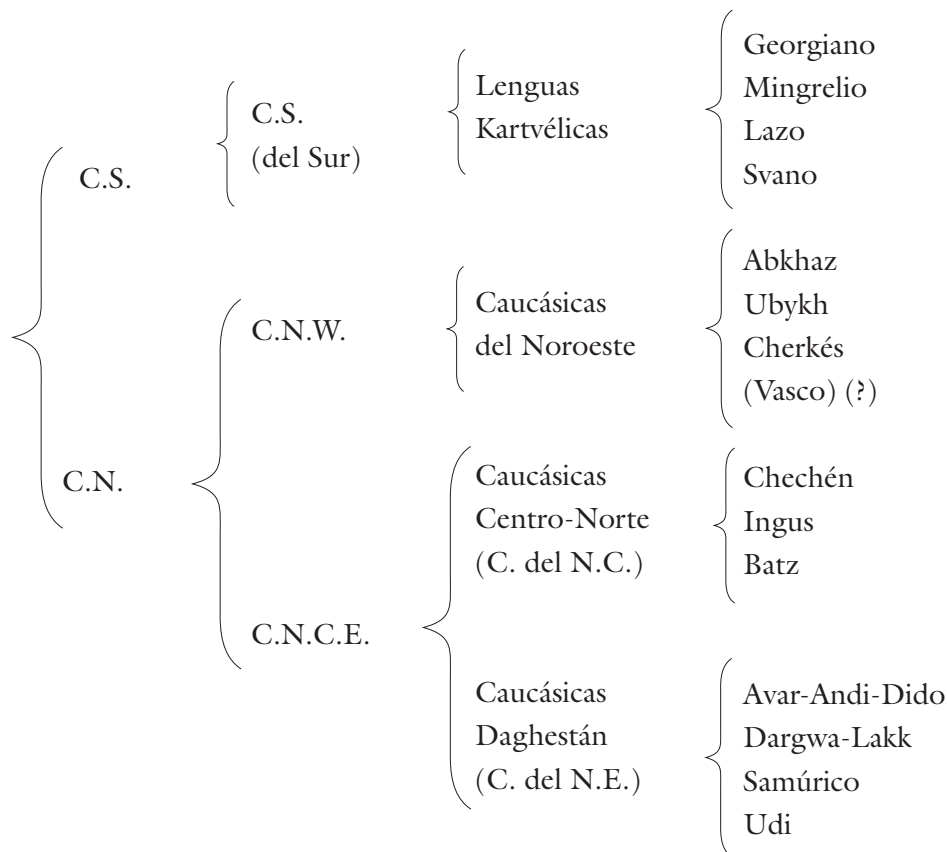 C.S.
C.S.
(del Sur)
Lenguas
Kartvélicas
Georgiano
Mingrelio
Lazo
Svano
C.N.
C.N.W.
Caucásicas
del Noroeste
Abkhaz
Ubykh
Cherkés
(Vasco) (?)
C.N.C.E.
Caucásicas
Centro-Norte
(C. del N.C.)
Chechén
Ingus
Batz
Caucásicas
Daghestán
(C. del N.E.)
Avar-Andi-Dido
Dargwa-Lakk
Samúrico
Udi